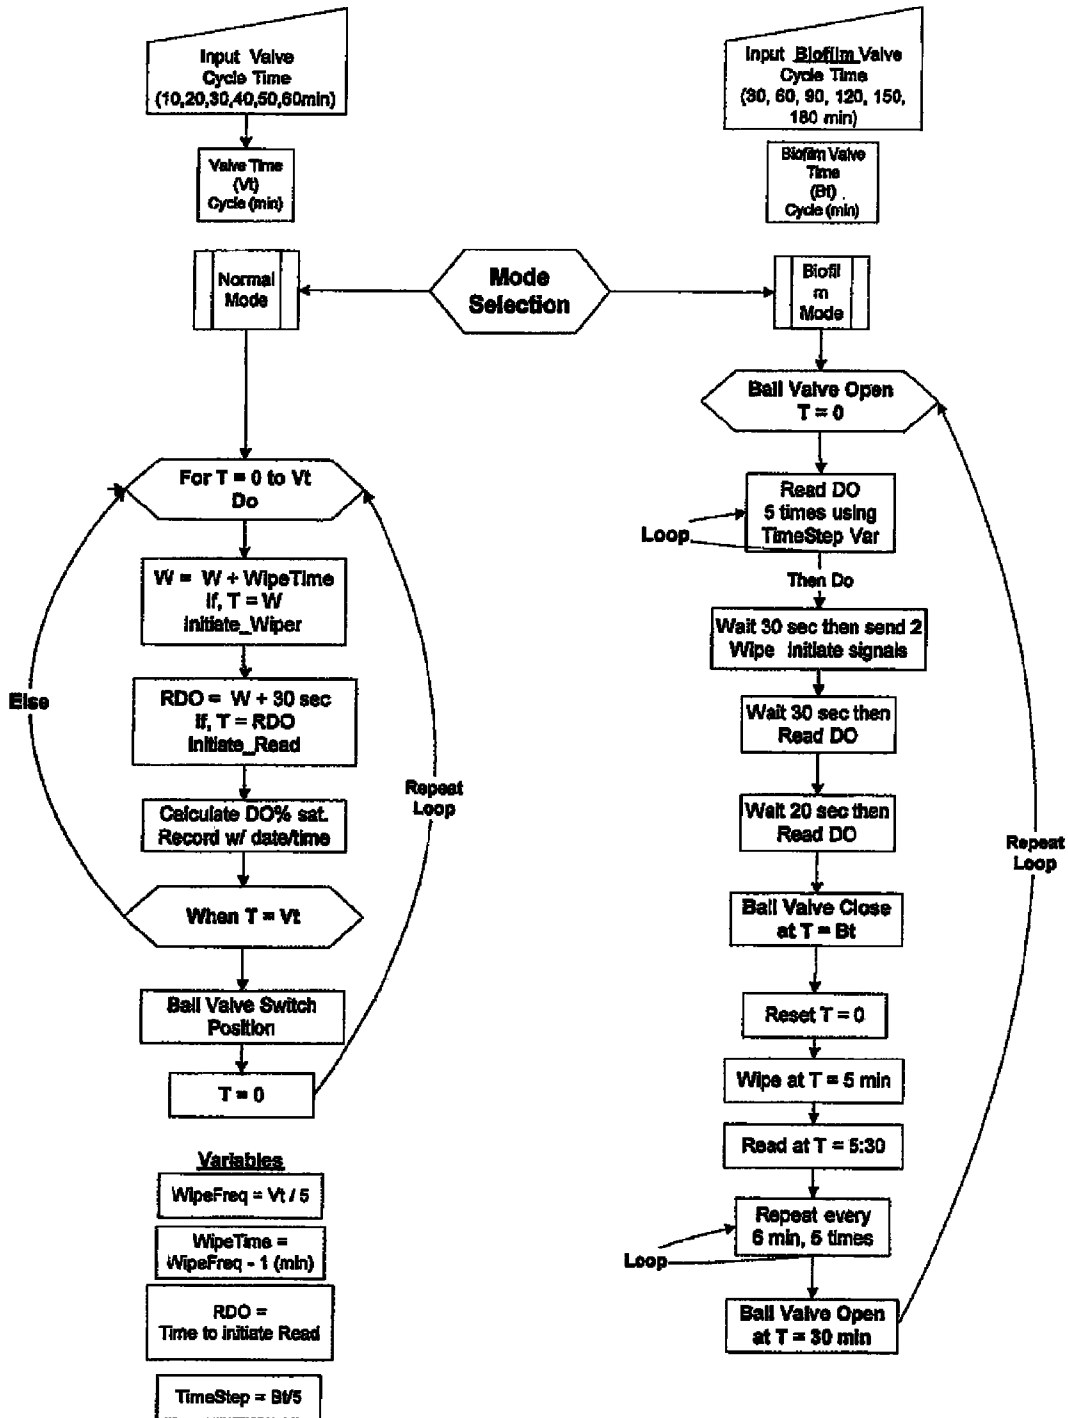 Input Valve
Cycle Time
(10,20,30,40,50,60min)
Valve Time
(Vt)
Cycle (min)
Input Biofilm Valve
Cycle Time
(30, 60, 90, 120, 150,
180 min)
Biofilm Valve
Time
(Bt)
Cycle (min)
Normal
Mode
Mode
Selection
Biofil
m
Mode
For T = 0 to Vt
Do
W = W + WipeTime
If, T = W
Initiate_Wiper
RDO = W + 30 sec
If, T = RDO
Initiate_Read
Calculate DO% sat.
Record w/ date/time
When T = Vt
Ball Valve Switch
Position
T = 0
Else
Repeat
Loop
Variables
WipeFreq = Vt / 5
WipeTime =
WipeFreq - 1 (min)
RDO =
Time to initiate Read
TimeStep = Bt/5
Ball Valve Open
T = 0
Read DO
5 times using
TimeStep Var
Loop
Then Do
Wait 30 sec then send 2
Wipe initiate signals
Wait 30 sec then
Read DO
Wait 20 sec then
Read DO
Ball Valve Close
at T = Bt
Reset T = 0
Wipe at T = 5 min
Read at T = 5:30
Repeat every
5 min, 5 times
Loop
Ball Valve Open
at T = 30 min
Repeat
Loop